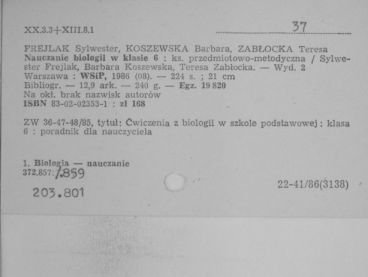 XX.3.3+XIII.8.1
37
FREJLAK Sylwester, KOSZEWSKA Barbara, ZABŁOCKA Teresa
Nauczanie biologii w klasie 6 : ks. przedmiotowo-metodyczna / Sylwe-
ster Frejlak, Barbara Koszewska, Teresa Zabłocka. — Wyd. 2
Warszawa : WSiP, 1986 (08). — 224 s. ; 21 cm
Bibliogr. — 12,9 ark. — 240 g. — Egz. 19 820
Na okł. brak nazwisk autorów
ISBN 83-02-02353-1 : zł 168
ZW 36-47-48/85, tytuł: Ćwiczenia z biologii w szkole podstawowej : klasa
6 : poradnik dla nauczyciela
1. Biologia — nauczanie
372.857:7.859
203.801
22-41/86(3138)